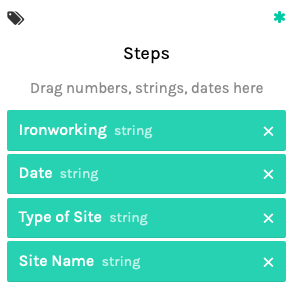 Steps
Drag numbers, strings, dates here
Ironworking string
Date string
Type of Site string
Site Name string